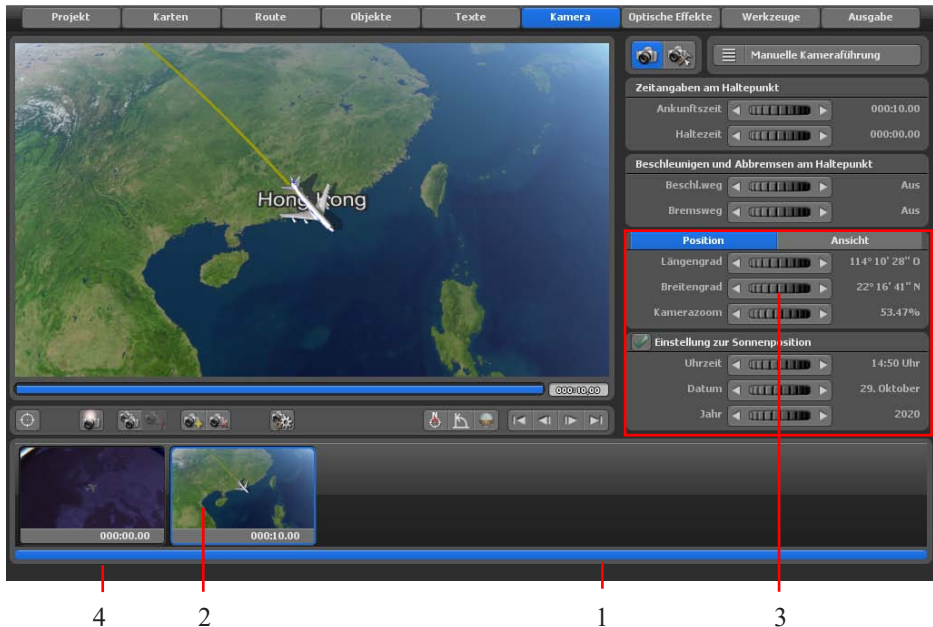 Projekt Karten Route Objekte Texte Kamera Optische Effekte Werkzeuge Ausgabe
Manuelle Kameraführung
Zeitangaben am Haltepunkt
Ankunftszeit 000:10.00
Haltezeit 000:00.00
Beschleunigen und Abbremsen am Haltepunkt
Beschl.weg Aus
Bremsweg Aus
Position Ansicht
Längengrad 114° 10' 28" O
Breitengrad 22° 16' 41" N
Kamerazoom 53.47%
Einstellung zur Sonnenposition
Uhrzeit 14:50 Uhr
Datum 29. Oktober
Jahr 2020
Hong Kong
000:10.00
N
000:00.00 000:10.00
4 2 1 3